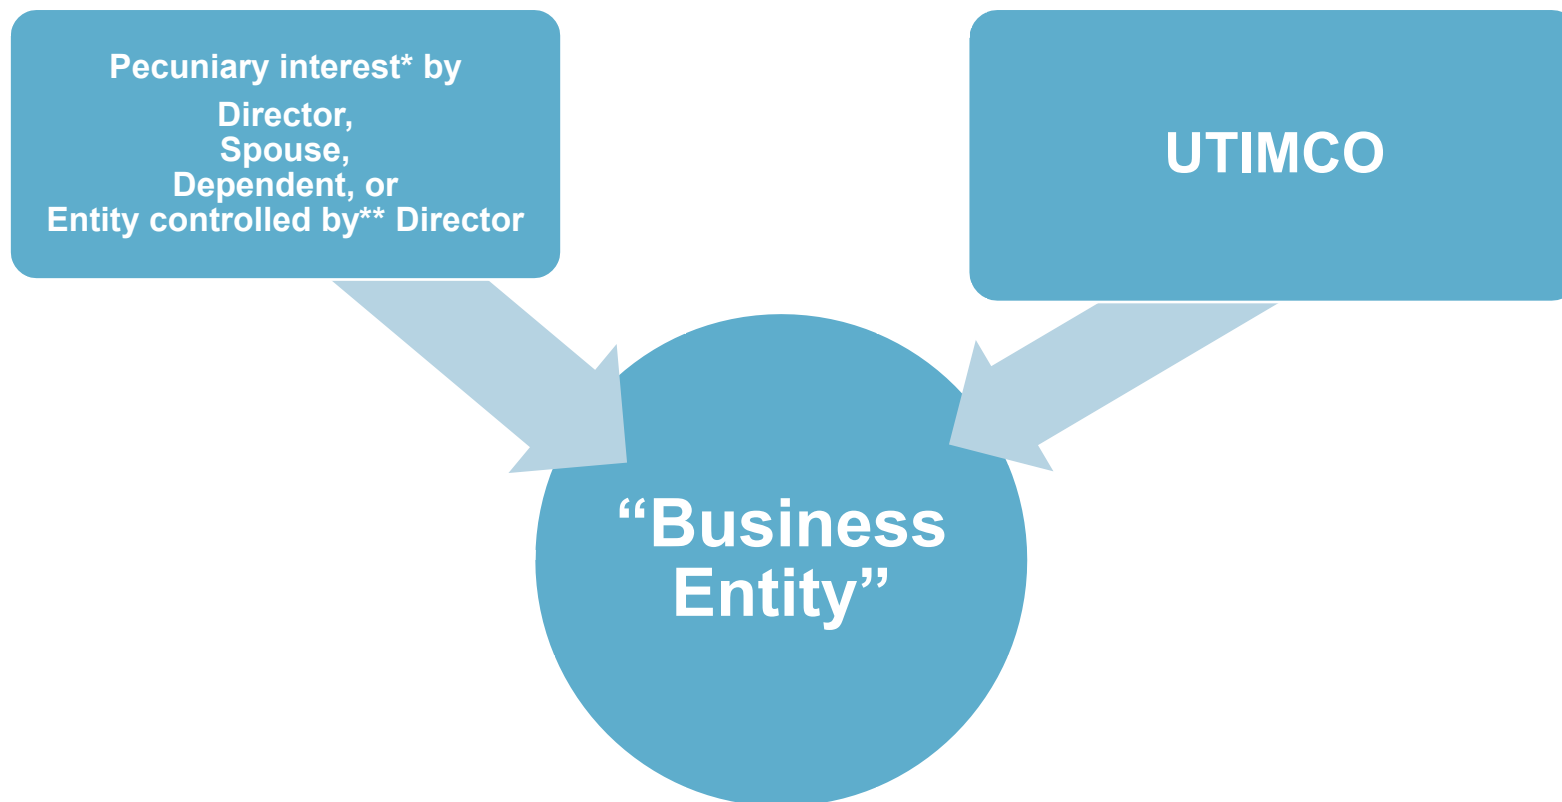 Pecuniary interest* by
Director,
Spouse,
Dependent, or
Entity controlled by** Director
UTIMCO
“Business
Entity”